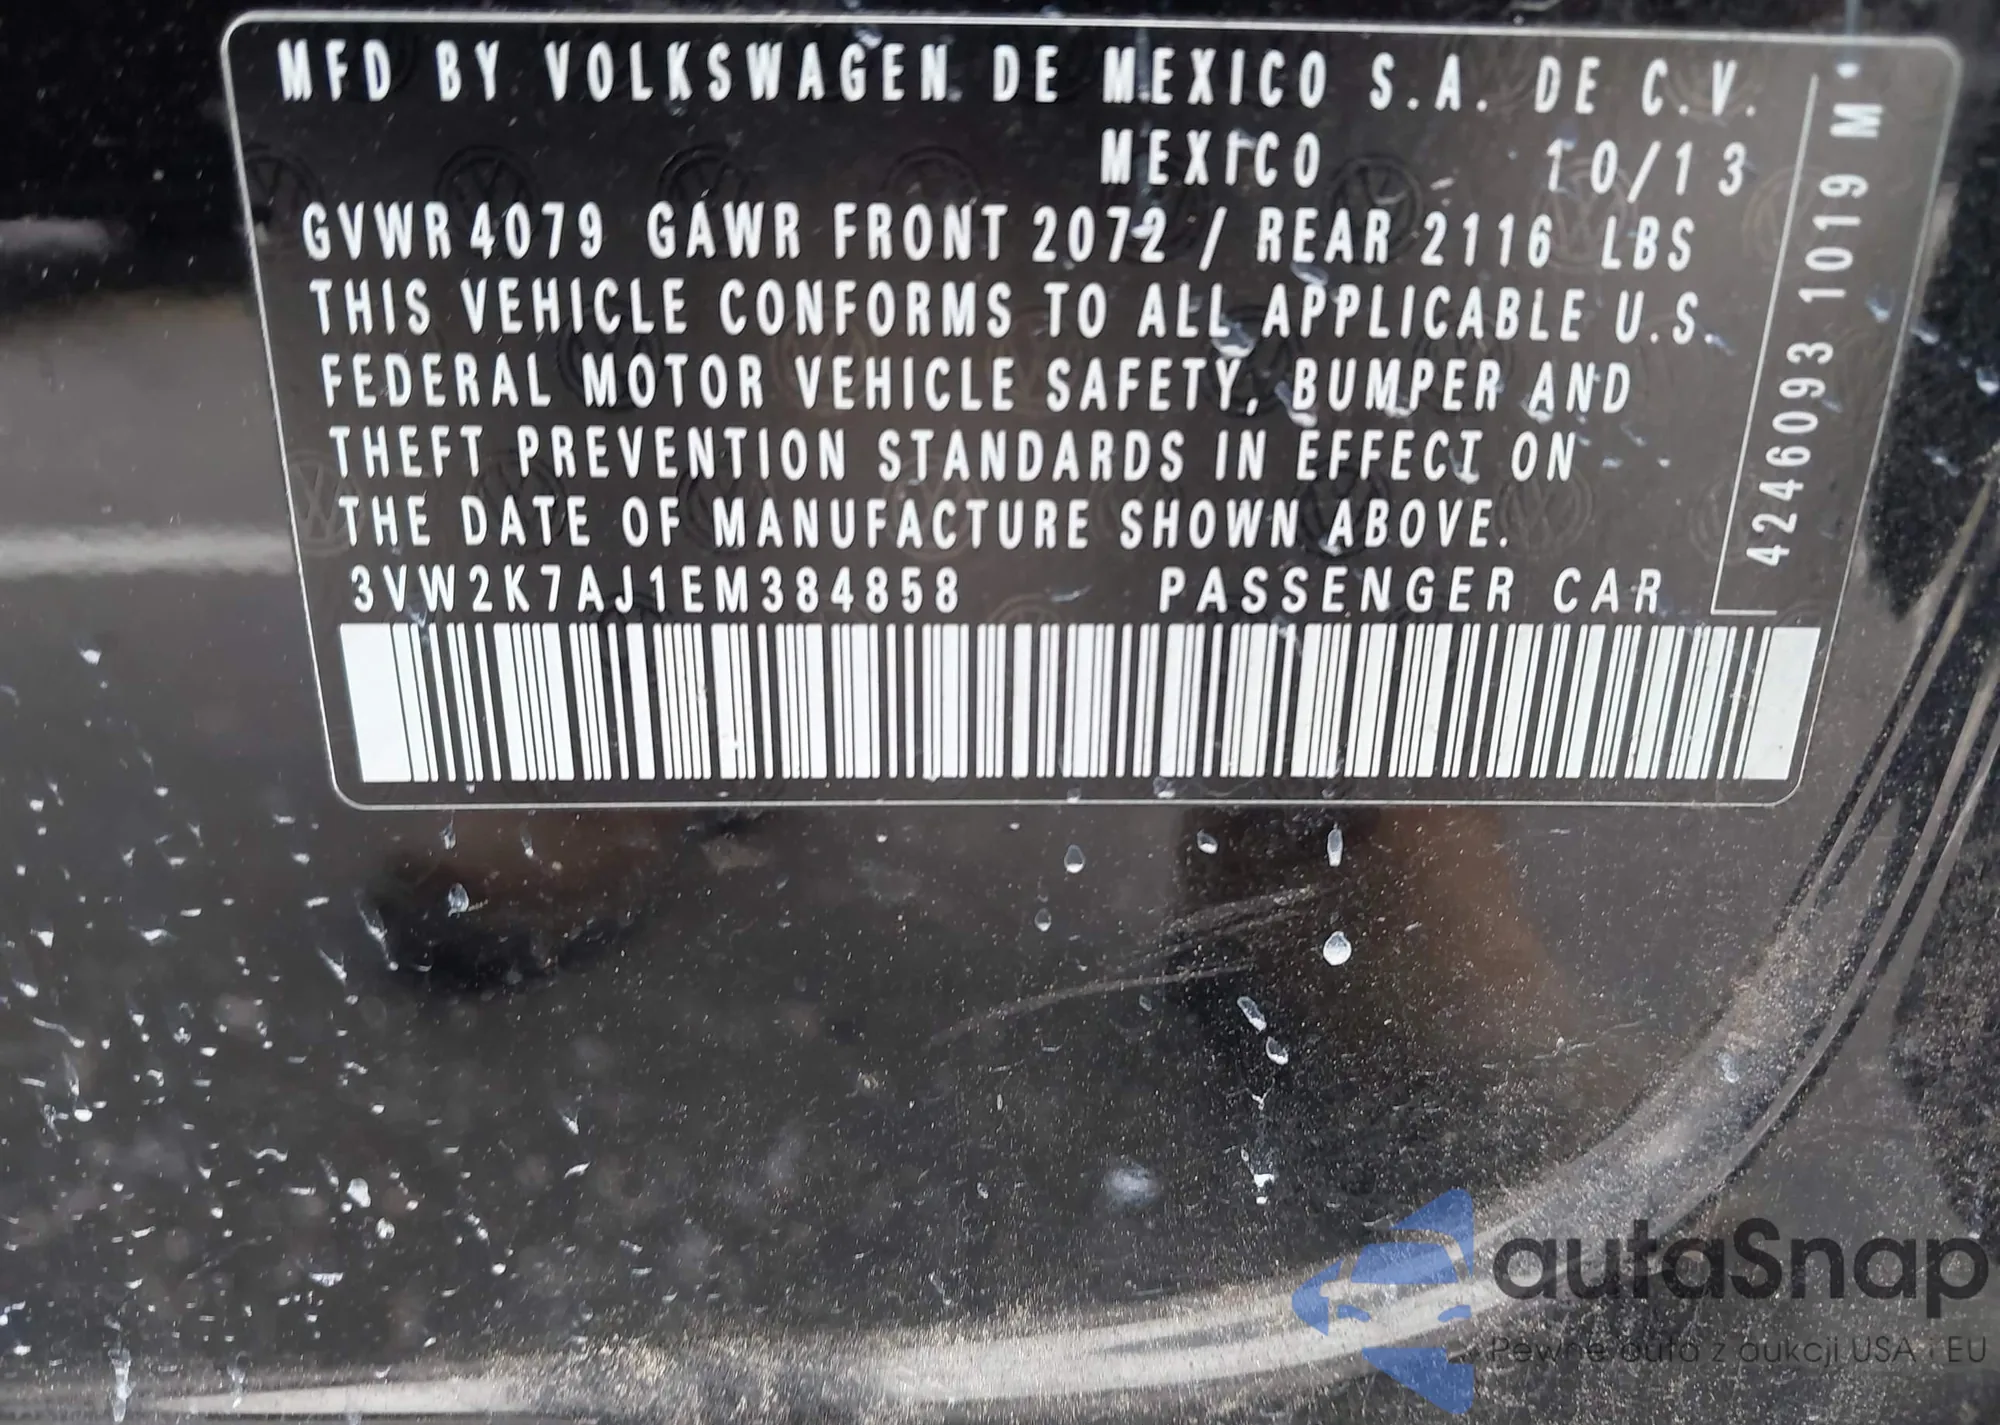 MFD BY VOLKSWAGEN DE MEXICO S.A. DE C.V.
MEXICO 10/13
GVWR 4079 GAWR FRONT 2072 / REAR 2116 LBS
THIS VEHICLE CONFORMS TO ALL APPLICABLE U.S.
FEDERAL MOTOR VEHICLE SAFETY, BUMPER AND
THEFT PREVENTION STANDARDS IN EFFECT ON
THE DATE OF MANUFACTURE SHOWN ABOVE.
3VW2K7AJ1EM384858 PASSENGER CAR
4246093 1019 M
autaSnap
Pewne auta z aukcji USA i EU